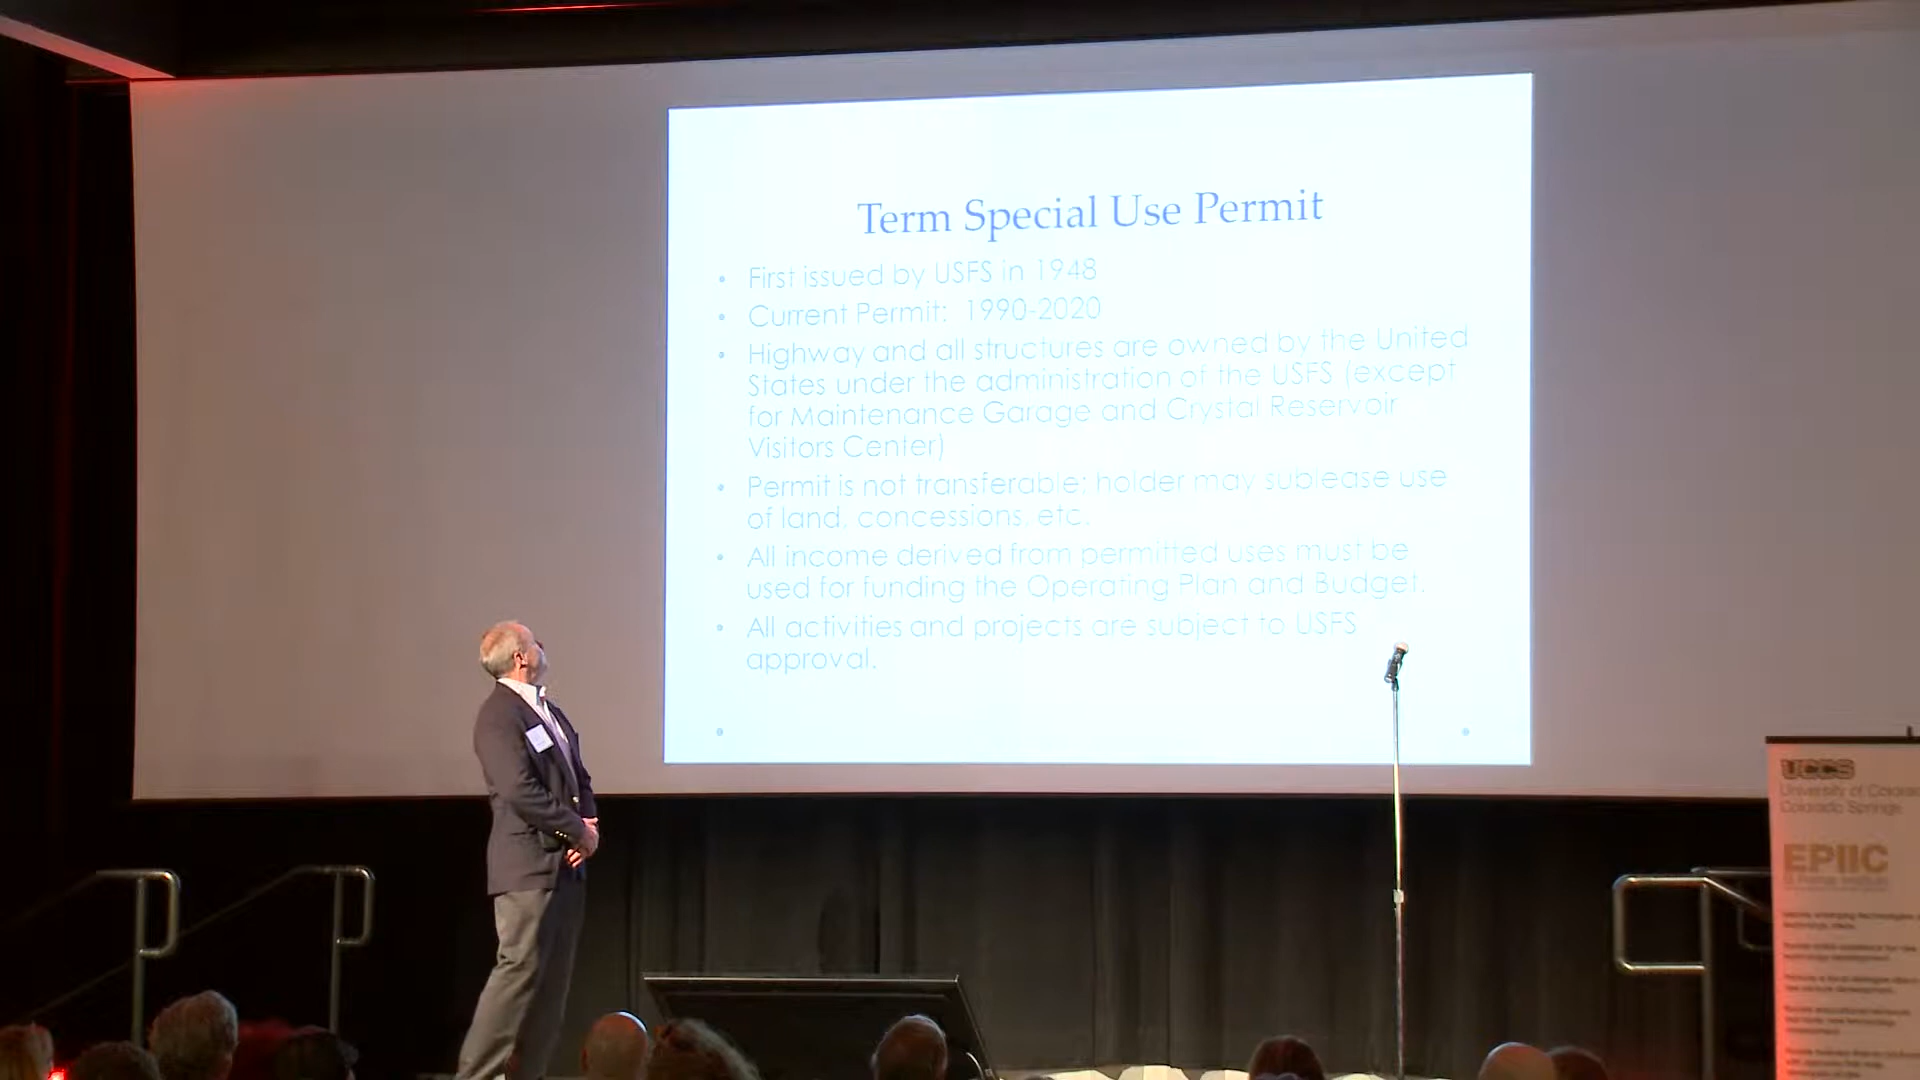 Term Special Use Permit
• First issued by USFS in 1948
• Current Permit: 1990-2020
• Highway and all structures are owned by the United
States under the administration of the USFS (except
for Maintenance Garage and Crystal Reservoir
Visitors Center)
• Permit is not transferable; holder may sublease use
of land, concessions, etc.
• All income derived from permitted uses must be
used for funding the Operating Plan and Budget.
• All activities and projects are subject to USFS
approval.
UCCS
University of
Colorado Springs
EPIIC